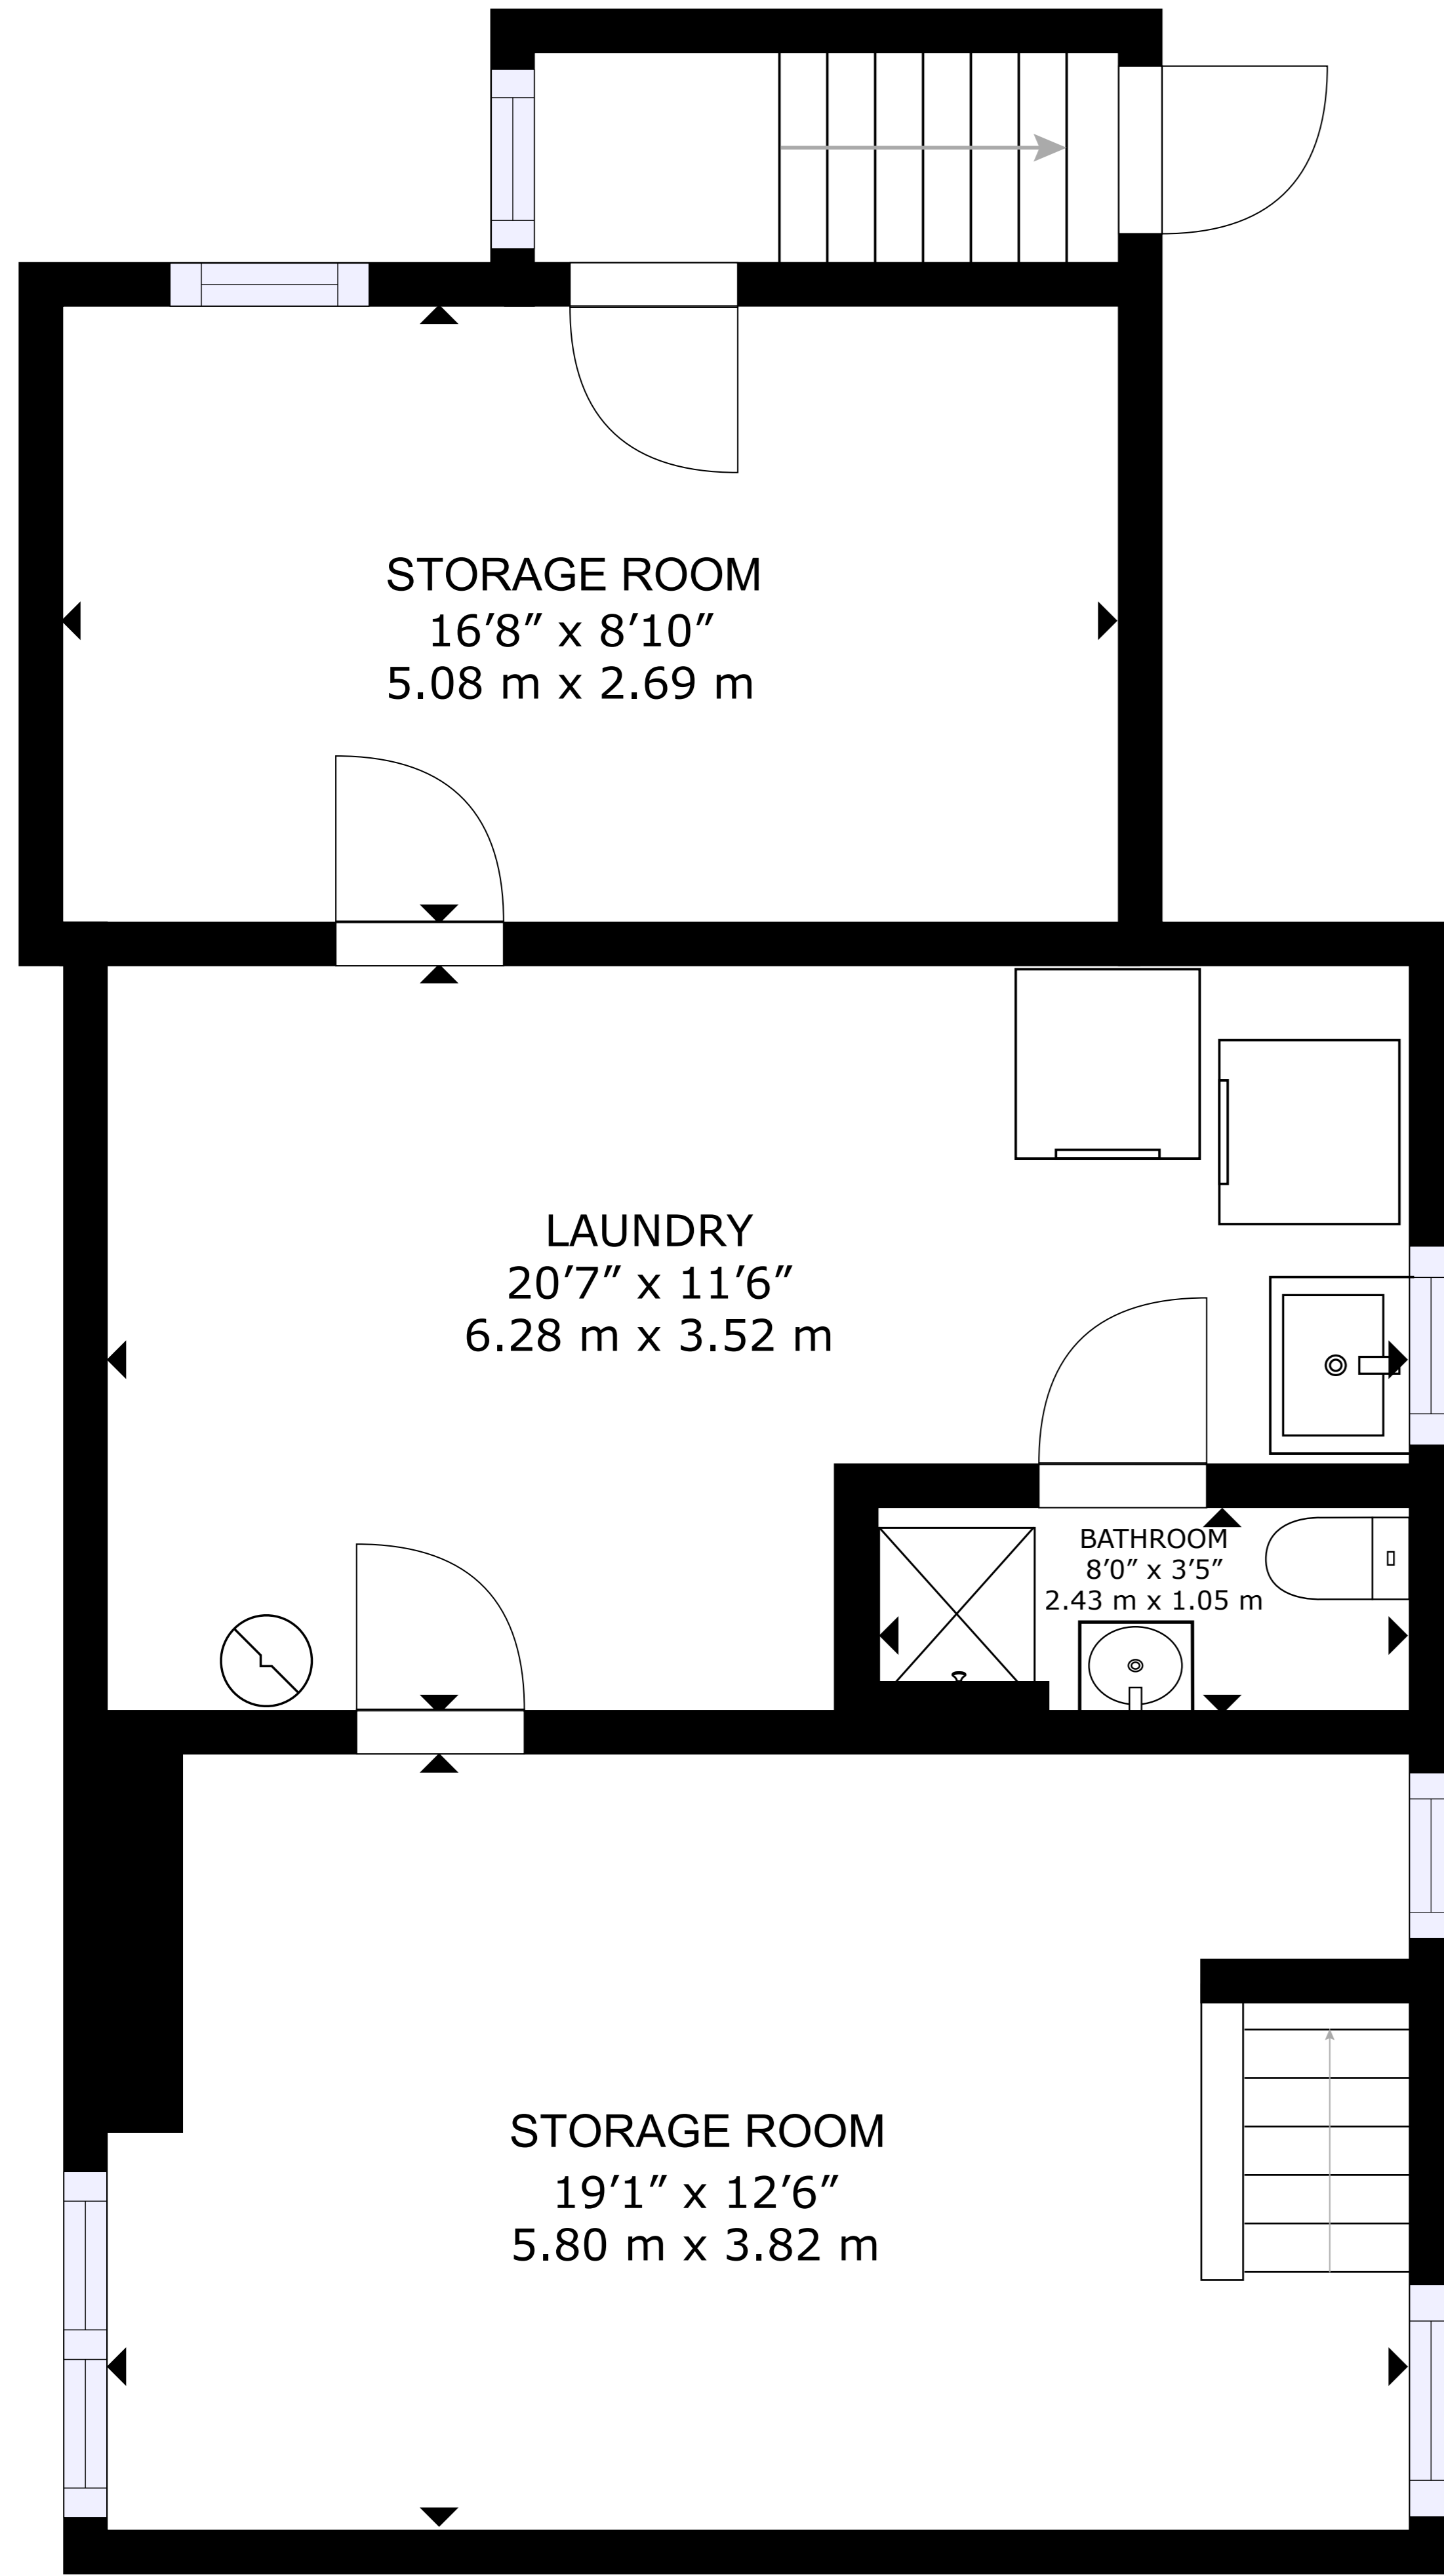 STORAGE ROOM
16’8” x 8’10”
5.08 m x 2.69 m
LAUNDRY
20’7” x 11’6”
6.28 m x 3.52 m
BATHROOM
8’0” x 3’5”
2.43 m x 1.05 m
STORAGE ROOM
19’1” x 12’6”
5.80 m x 3.82 m